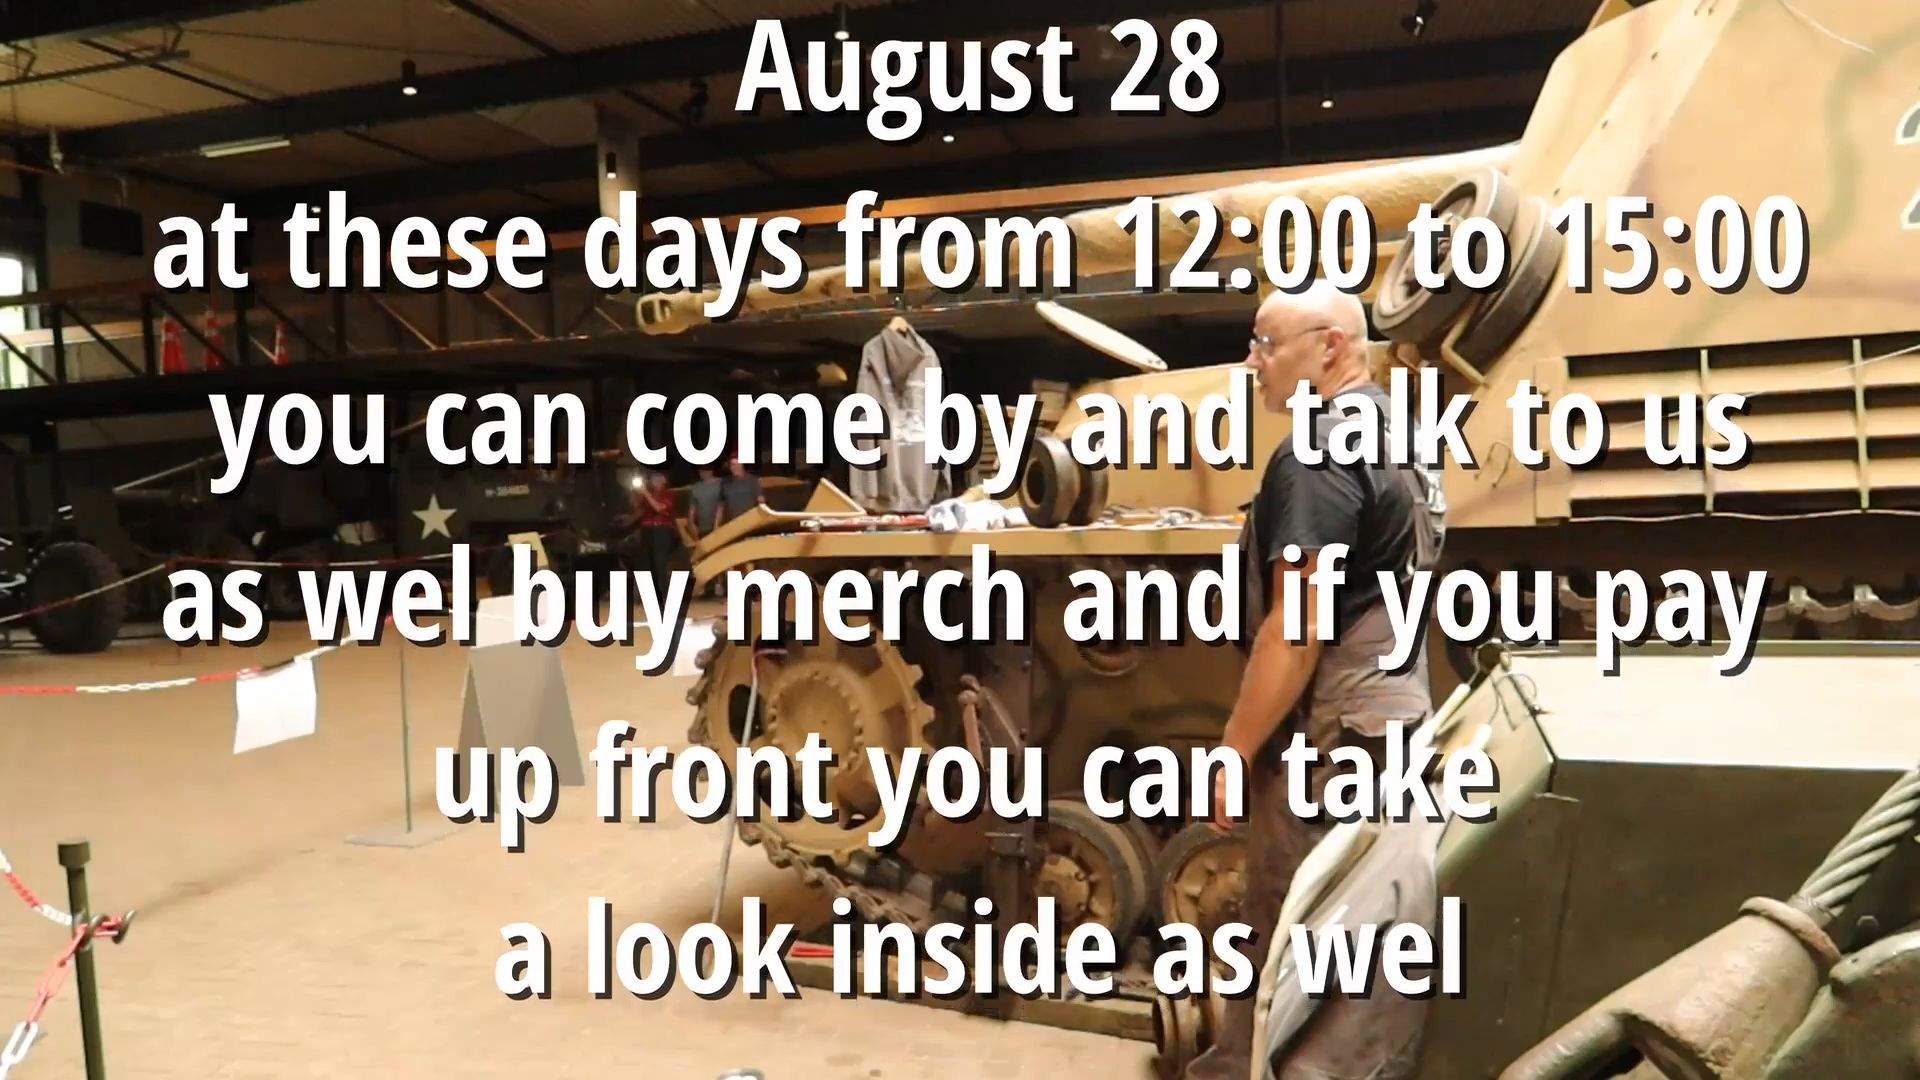 August 28
at these days from 12:00 to 15:00
you can come by and talk to us
as wel buy merch and if you pay
up front you can take
a look inside as wel